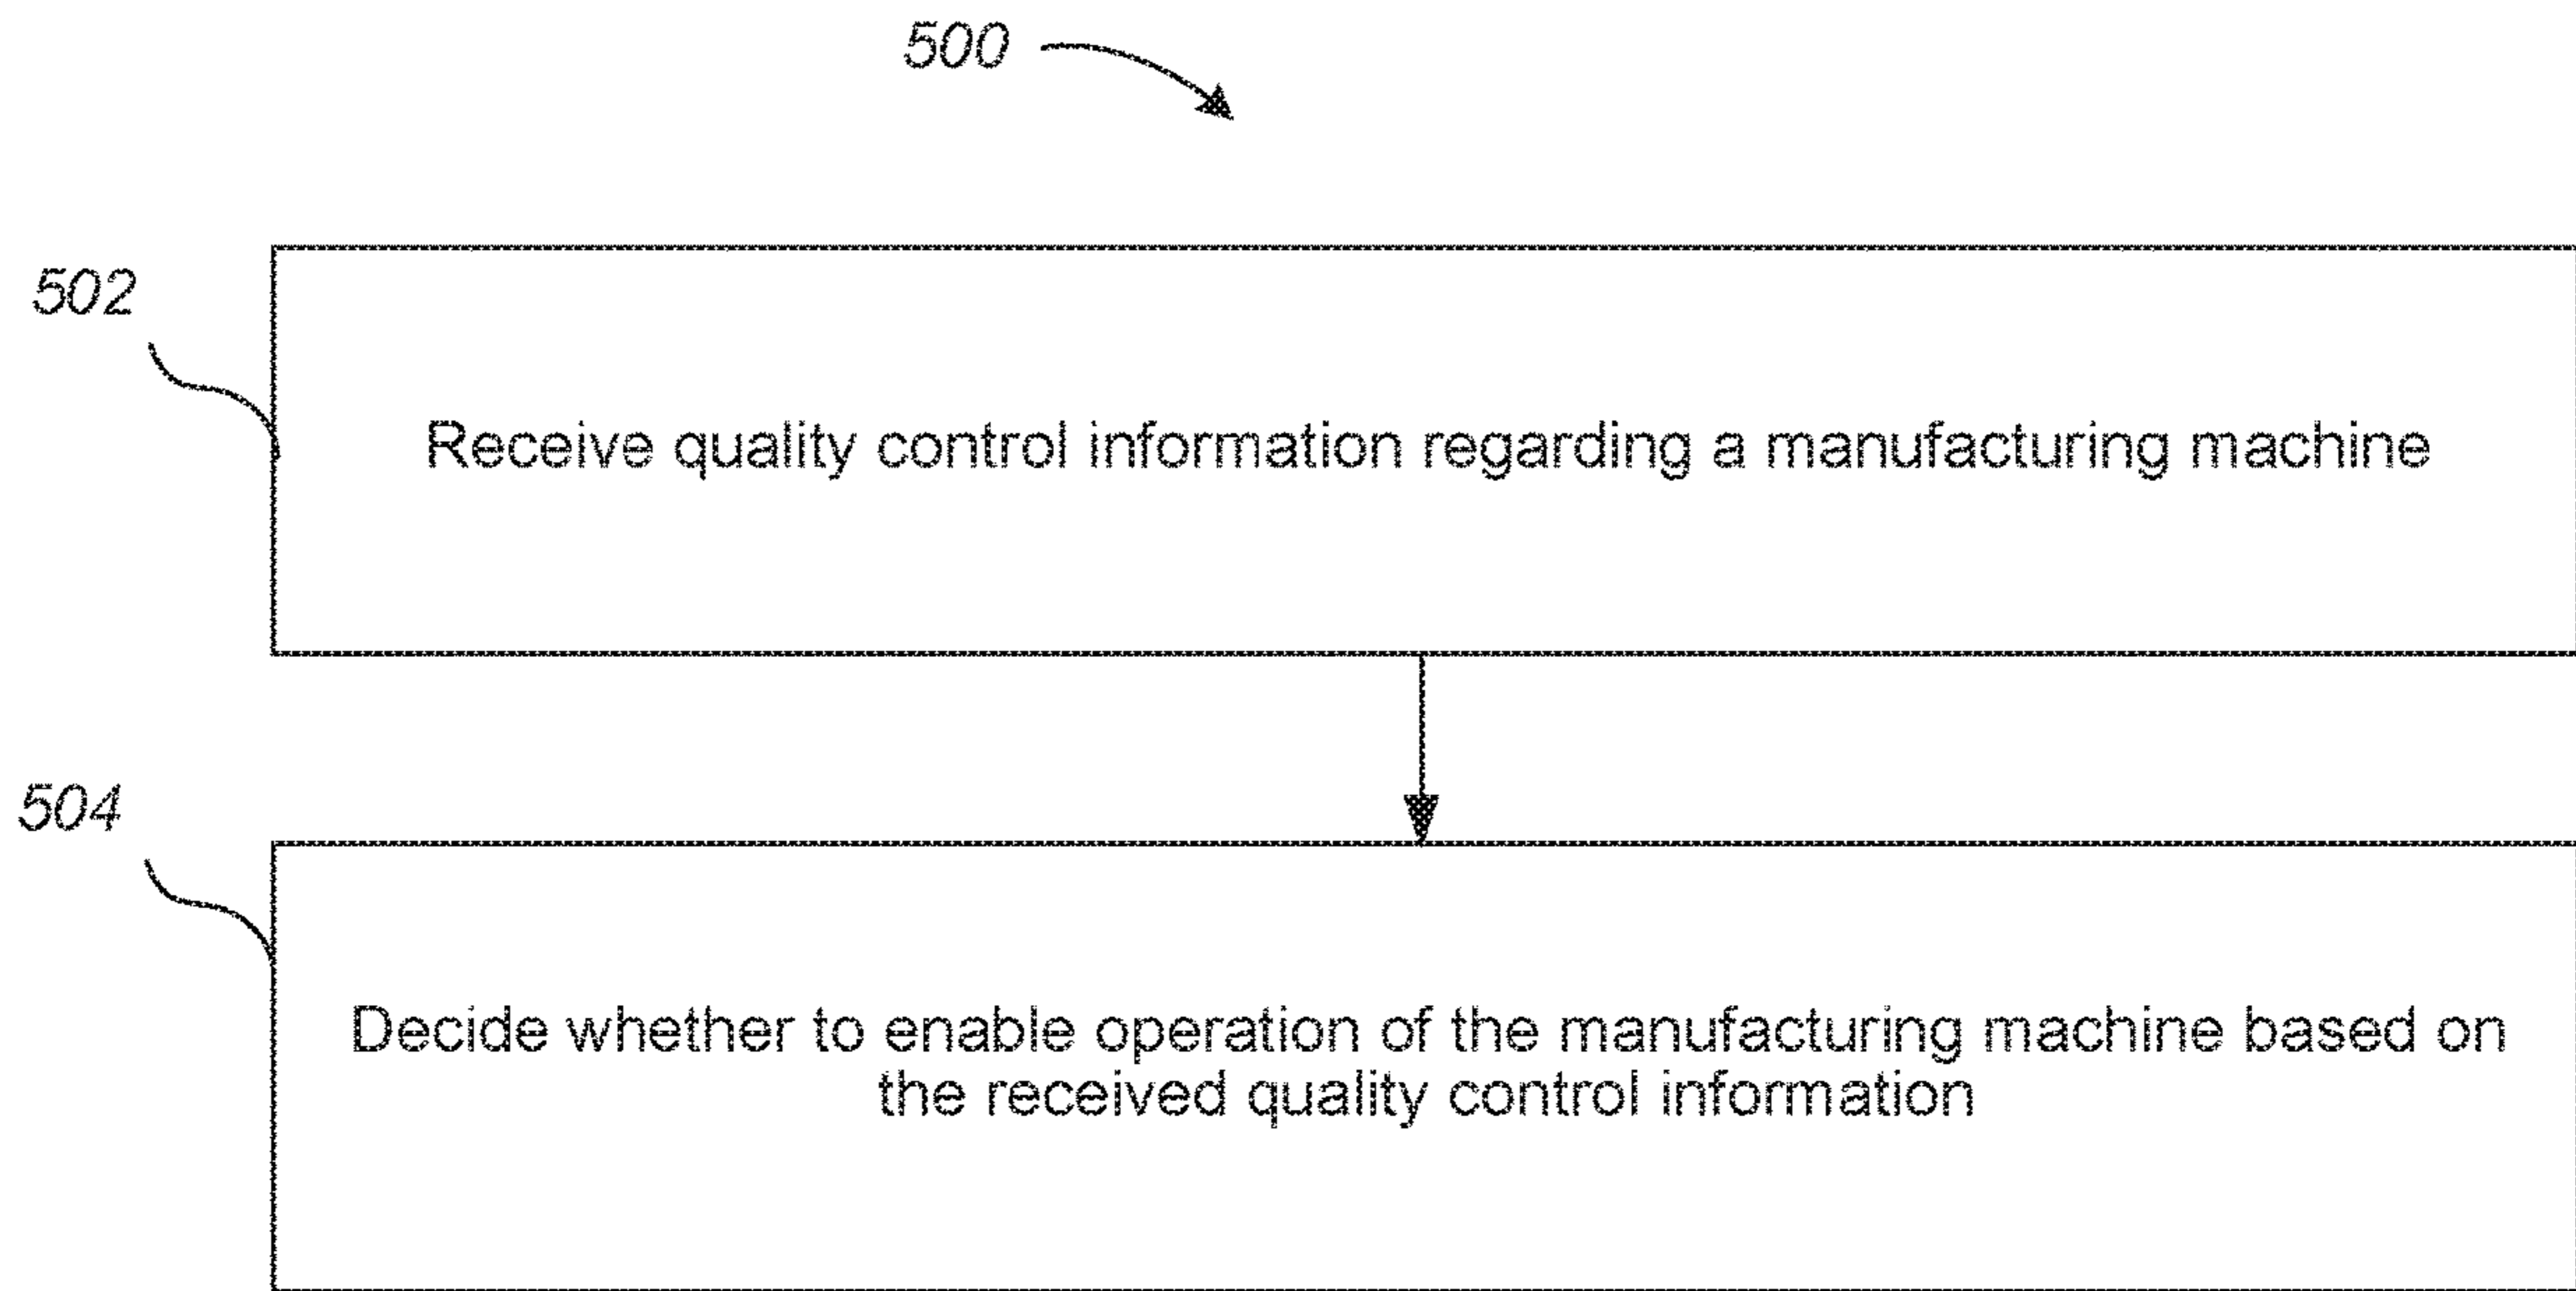 500
502
Receive quality control information regarding a manufacturing machine
504
Decide whether to enable operation of the manufacturing machine based on
the received quality control information